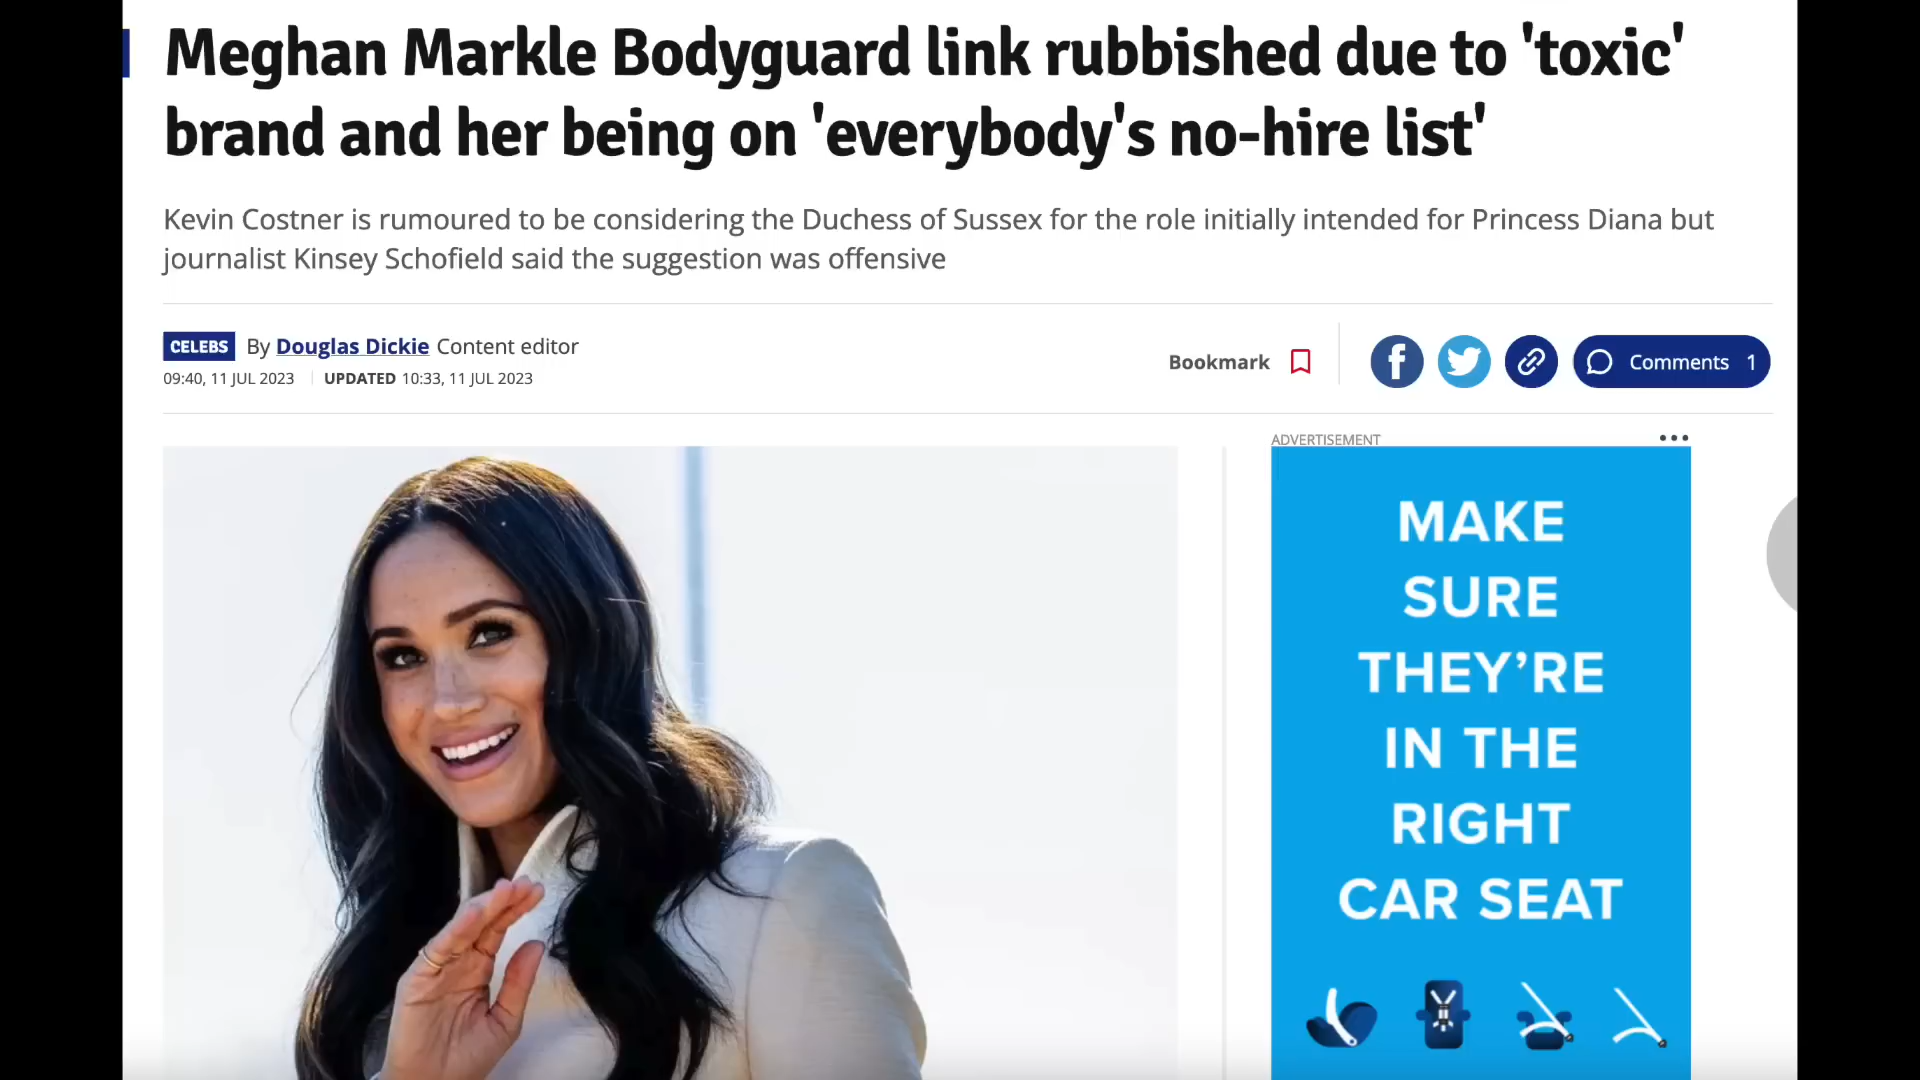 Meghan Markle Bodyguard link rubbished due to 'toxic'
brand and her being on 'everybody's no-hire list'
Kevin Costner is rumoured to be considering the Duchess of Sussex for the role initially intended for Princess Diana but
journalist Kinsey Schofield said the suggestion was offensive
CELEBS By Douglas Dickie Content editor
09:40, 11 JUL 2023 UPDATED 10:33, 11 JUL 2023
Bookmark
Comments 1
ADVERTISEMENT
MAKE
SURE
THEY'RE
IN THE
RIGHT
CAR SEAT